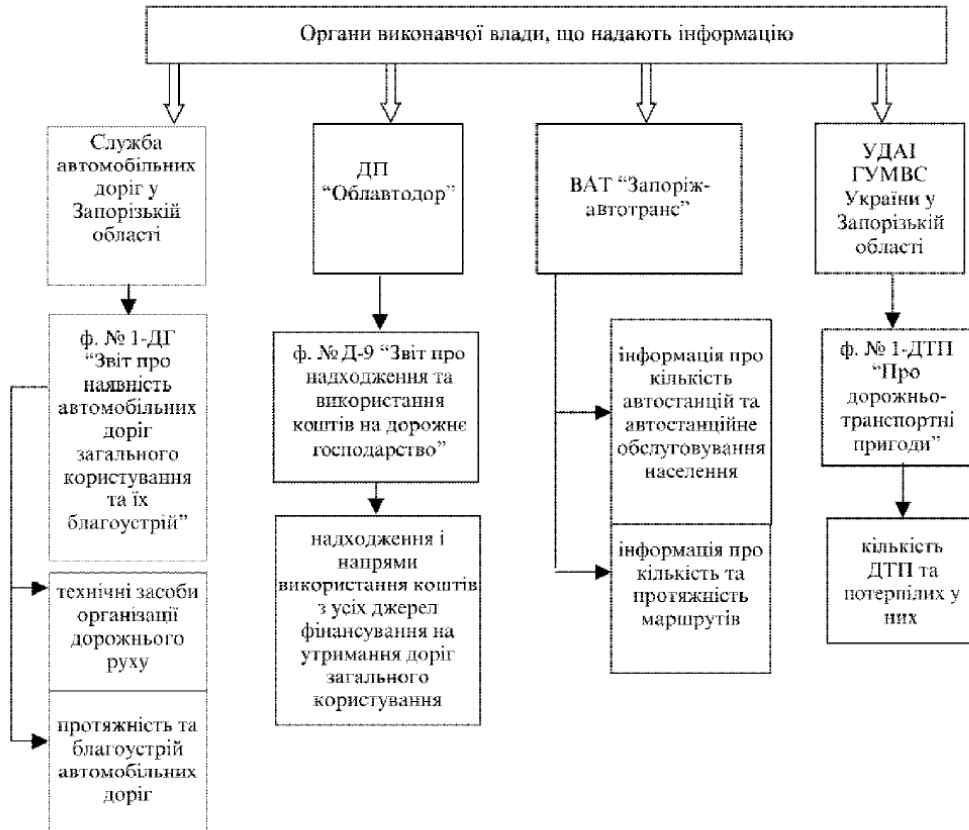 Органи виконавчої влади, що надають інформацію
Служба
автомобільних
доріг у
Запорізькій
області
ф. № 1-ДГ
“Звіт про
наявність
автомобільних
доріг
загального
користування
та їх
благоустрій”
технічні засоби
організації
дорожнього
руху
протяжність та
благоустрій
автомобільних
доріг
ДП
“Облавтодор”
ф. № Д-9 “Звіт про
надходження та
використання
коштів на дорожнє
господарство”
надходження і
напрями
використання коштів
з усіх джерел
фінансування на
утримання доріг
загального
користування
ВАТ “Запоріж-
автотранс”
інформація про
кількість
автостанцій та
автостанційне
обслуговування
населення
інформація про
кількість та
протяжність
маршрутів
УДАІ
ГУМВС
України у
Запорізькій
області
ф. № 1-ДТП
“Про
дорожньо-
транспортні
пригоди”
кількість
ДТП та
потерпілих у
них